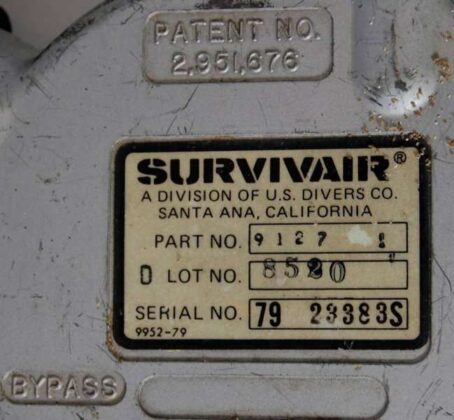 PATENT NO.
2,951,676
SURVIVAIR®
A DIVISION OF U.S. DIVERS CO.
SANTA ANA, CALIFORNIA
PART NO. 9127
D LOT NO.
SERIAL NO. 79 23383S
9952-79
BYPASS